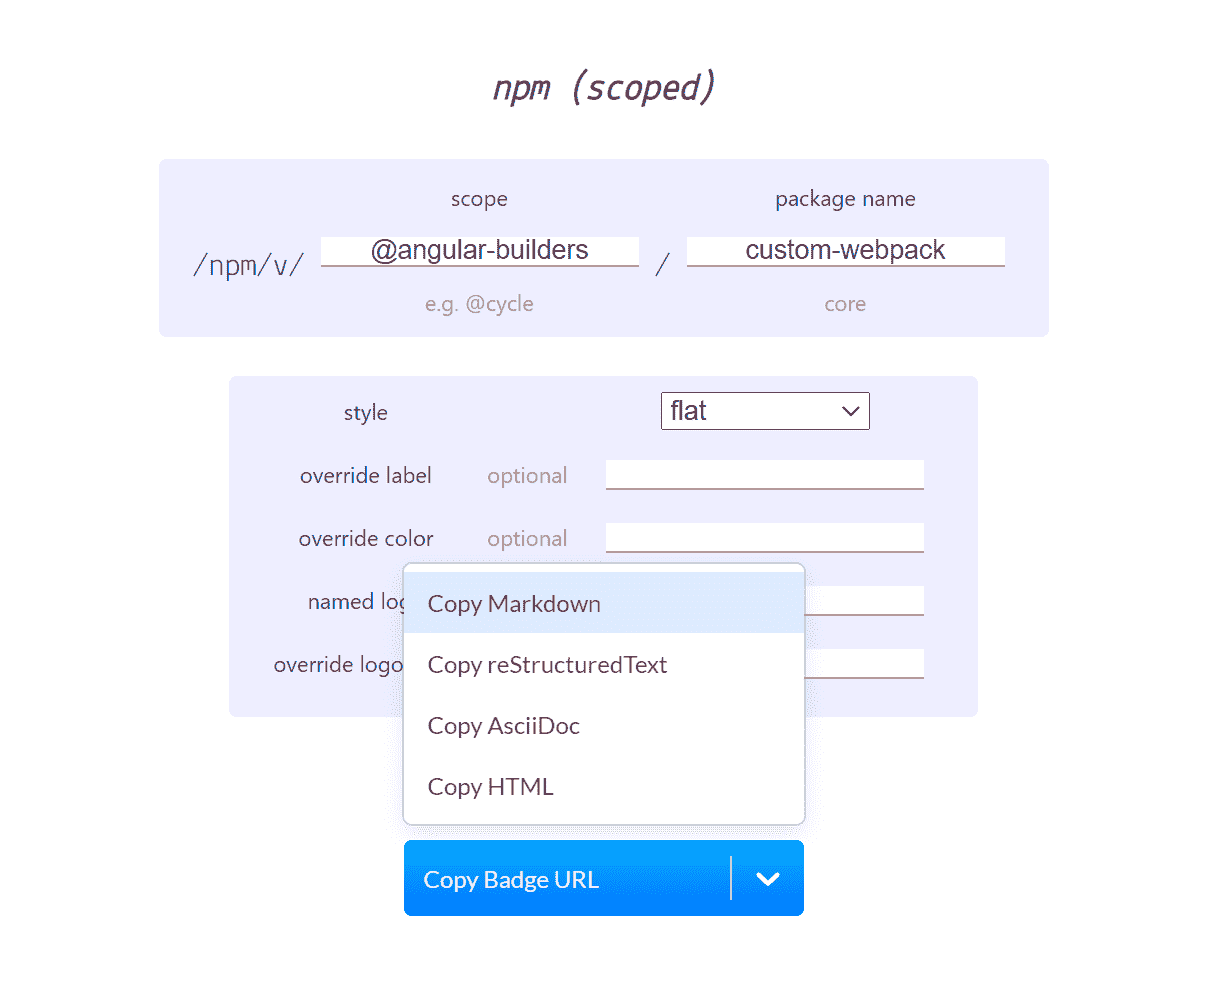 npm (scoped)
scope
package name
/npm/v/ @angular-builders / custom-webpack
e.g. @cycle
core
style flat
override label optional
override color optional
named log
override logo
Copy Markdown
Copy reStructuredText
Copy AsciiDoc
Copy HTML
Copy Badge URL